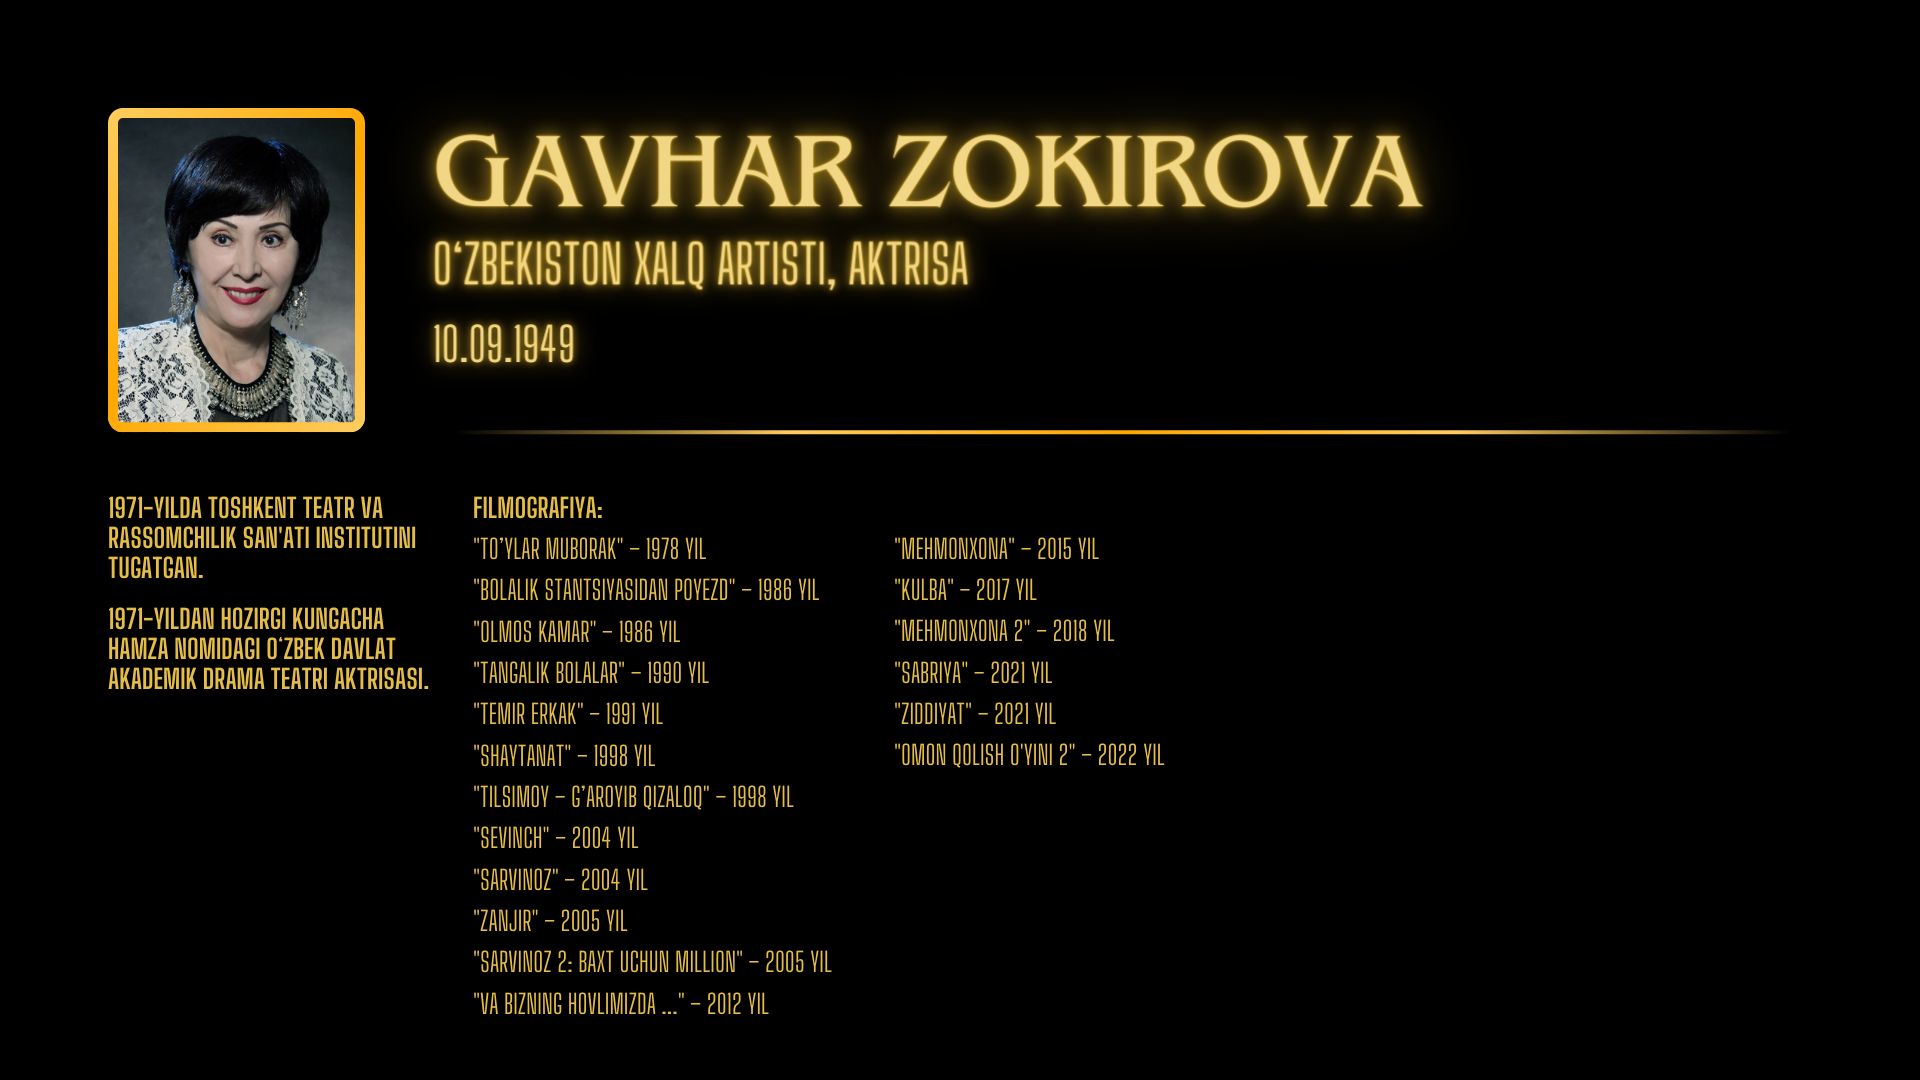 GAVHAR ZOKIROVA
O‘ZBEKISTON XALQ ARTISTI, AKTRISA
10.09.1949
1971-YILDA TOSHKENT TEATR VA
RASSOMCHILIK SAN'ATI INSTITUTINI
TUGATGAN.
1971-YILDAN HOZIRGI KUNGACHA
HAMZA NOMIDAGI O‘ZBEK DAVLAT
AKADEMIK DRAMA TEATRI AKTRISASI.
FILMOGRAFIYA:
"TO’YLAR MUBORAK" – 1978 YIL
"BOLALIK STANTSIYASIDAN POYEZD" – 1986 YIL
"OLMOS KAMAR" – 1986 YIL
"TANGALIK BOLALAR" – 1990 YIL
"TEMIR ERKAK" – 1991 YIL
"SHAYTANAT" – 1998 YIL
"TILSIMOY – G’AROYIB QIZALOQ" – 1998 YIL
"SEVINCH" – 2004 YIL
"SARVINOZ" – 2004 YIL
"ZANJIR" – 2005 YIL
"SARVINOZ 2: BAXT UCHUN MILLION" – 2005 YIL
"VA BIZNING HOVLIMIZDA ..." – 2012 YIL
"MEHMONXONA" – 2015 YIL
"KULBA" – 2017 YIL
"MEHMONXONA 2" – 2018 YIL
"SABRIYA" – 2021 YIL
"ZIDDIYAT" – 2021 YIL
"OMON QOLISH O'YINI 2" – 2022 YIL